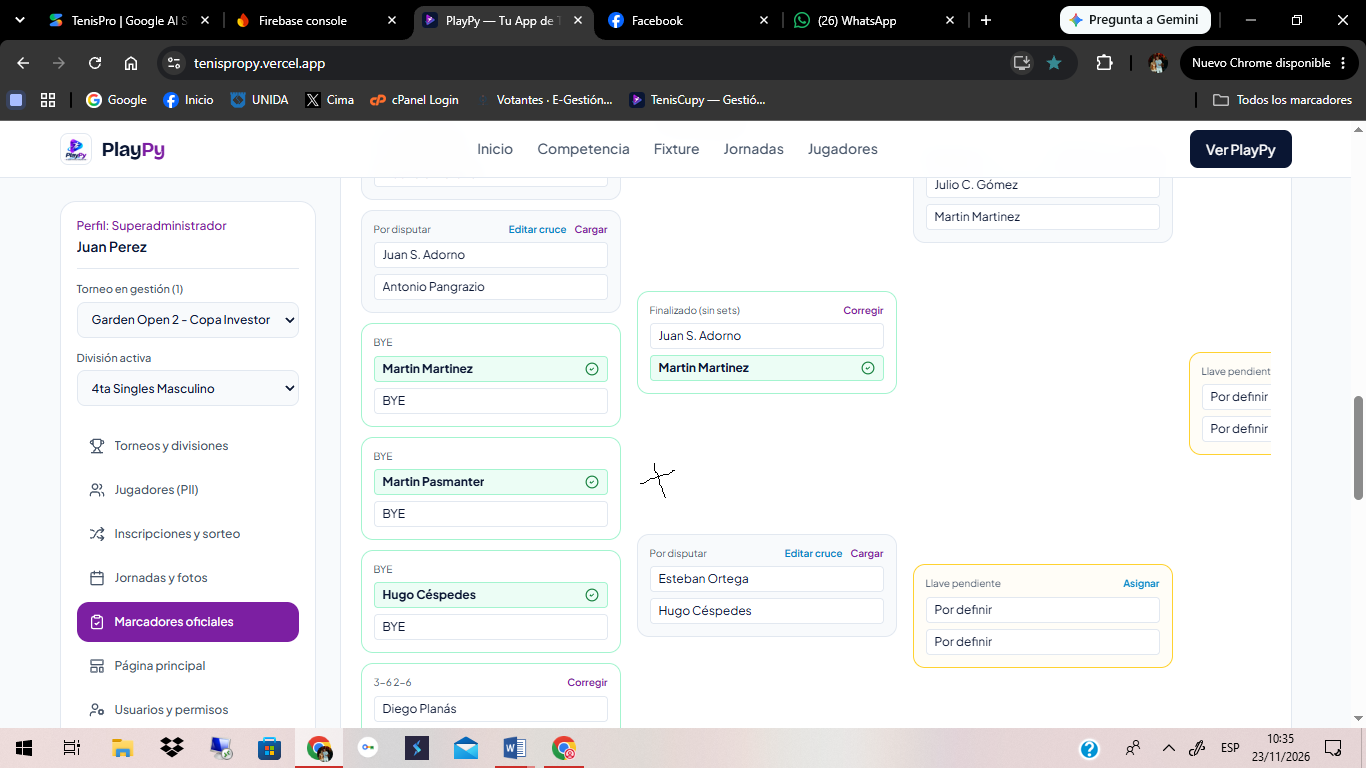 TenisPro | Google AI S
Firebase console
PlayPy — Tu App de T
Facebook
(26) WhatsApp
Pregunta a Gemini
tenispropy.vercel.app
Nuevo Chrome disponible
Google
Inicio
UNIDA
Cima
cPanel Login
Votantes · E-Gestión...
TenisCupy — Gestió...
Todos los marcadores
PlayPy
Inicio
Competencia
Fixture
Jornadas
Jugadores
Ver PlayPy
Perfil: Superadministrador
Juan Perez
Torneo en gestión (1)
Garden Open 2 - Copa Investor
División activa
4ta Singles Masculino
Torneos y divisiones
Jugadores (PII)
Inscripciones y sorteo
Jornadas y fotos
Marcadores oficiales
Página principal
Usuarios y permisos
Por disputar Editar cruce Cargar
Juan S. Adorno
Antonio Pangrazio
BYE
Martin Martinez
BYE
BYE
Martin Pasmanter
BYE
BYE
Hugo Céspedes
BYE
3-6 2-6 Corregir
Diego Planás
Finalizado (sin sets) Corregir
Juan S. Adorno
Martin Martinez
Por disputar Editar cruce Cargar
Esteban Ortega
Hugo Céspedes
Julio C. Gómez
Martin Martinez
Llave pendiente Asignar
Por definir
Por definir
Llave pendient
Por definir
Por definir
ESP
10:35
23/11/2026